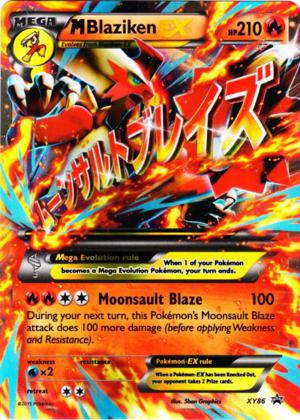 MEGA
M Blaziken EX
HP210
Evolves from Blaziken-EX
ムーンサルトブレイズ
Mega Evolution rule
When 1 of your Pokémon
becomes a Mega Evolution Pokémon, your turn ends.
Moonsault Blaze 100
During your next turn, this Pokémon's Moonsault Blaze
attack does 100 more damage (before applying Weakness
and Resistance).
weakness
resistance
×2
retreat
Pokémon-EX rule
When a Pokémon-EX has been Knocked Out,
your opponent takes 2 Prize cards.
Illus. 5ban Graphics
©2015 Pokémon
XY86
PROMO